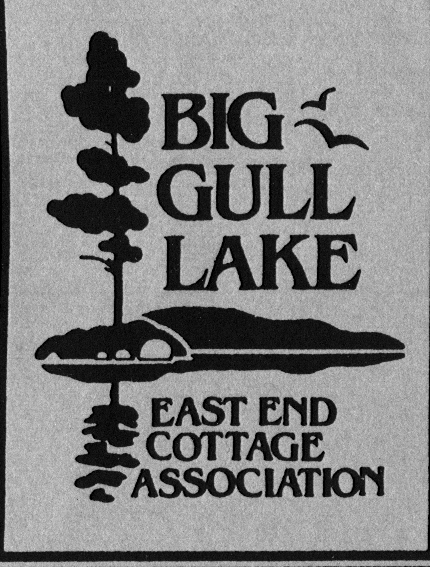 BIG
GULL
LAKE
EAST END
COTTAGE
ASSOCIATION